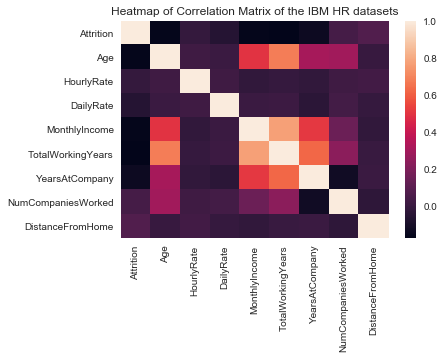 Heatmap of Correlation Matrix of the IBM HR datasets
Attrition
Age
HourlyRate
DailyRate
MonthlyIncome
TotalWorkingYears
YearsAtCompany
NumCompaniesWorked
DistanceFromHome
Attrition
Age
HourlyRate
DailyRate
MonthlyIncome
TotalWorkingYears
YearsAtCompany
NumCompaniesWorked
DistanceFromHome
1.0
0.8
0.6
0.4
0.2
0.0